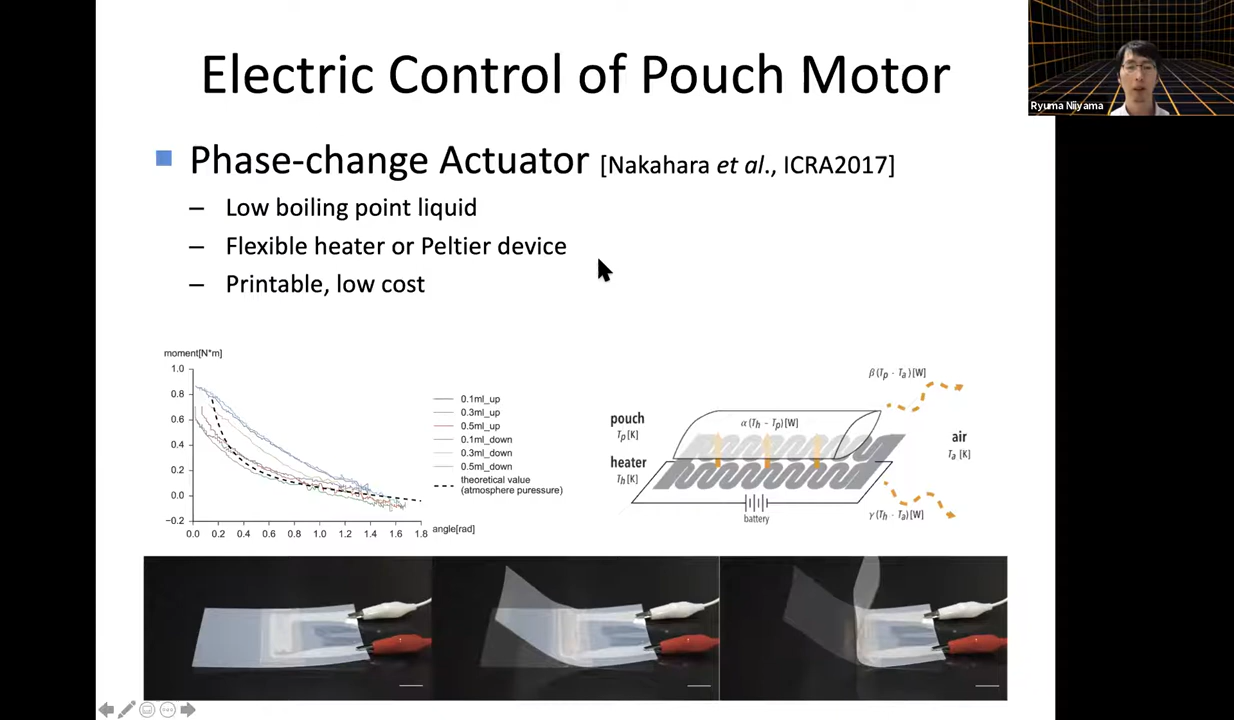 Electric Control of Pouch Motor
Ryuma Niiyama
Phase-change Actuator [Nakahara et al., ICRA2017]
– Low boiling point liquid
– Flexible heater or Peltier device
– Printable, low cost
moment[N*m]
1.0
0.8
0.6
0.4
0.2
0.0
−0.2
0.0 0.2 0.4 0.6 0.8 1.0 1.2 1.4 1.6 1.8
angle[rad]
0.1ml_up
0.3ml_up
0.5ml_up
0.1ml_down
0.3ml_down
0.5ml_down
theoretical value
(atmosphere puressure)
β(Tp - Ta)[W]
pouch
Tp[K]
α(Th - Tp)[W]
air
Ta [K]
heater
Th[K]
battery
γ(Th - Ta)[W]